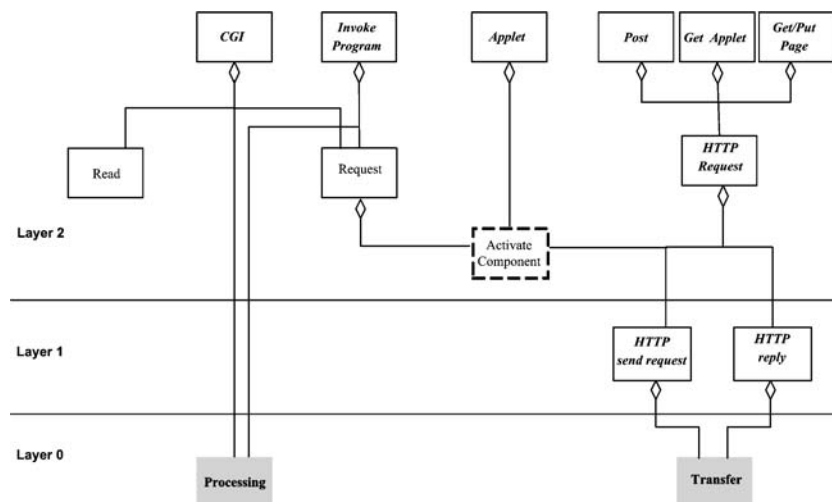 CGI
Invoke
Program
Applet
Post
Get Applet
Get/Put
Page
Read
Request
HTTP
Request
Layer 2
Activate
Component
Layer 1
HTTP
send request
HTTP
reply
Layer 0
Processing
Transfer